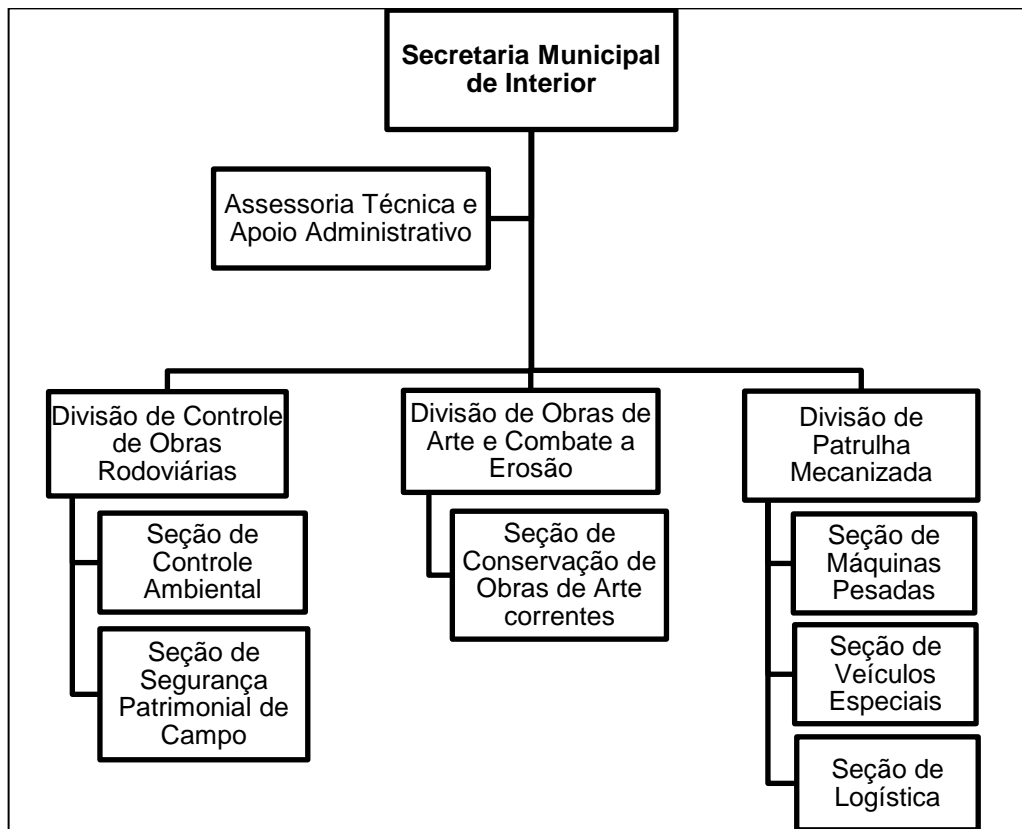 Secretaria Municipal
de Interior
Assessoria Técnica e
Apoio Administrativo
Divisão de Controle
de Obras
Rodoviárias
Seção de
Controle
Ambiental
Seção de
Segurança
Patrimonial de
Campo
Divisão de Obras de
Arte e Combate a
Erosão
Seção de
Conservação de
Obras de Arte
correntes
Divisão de
Patrulha
Mecanizada
Seção de
Máquinas
Pesadas
Seção de
Veículos
Especiais
Seção de
Logística